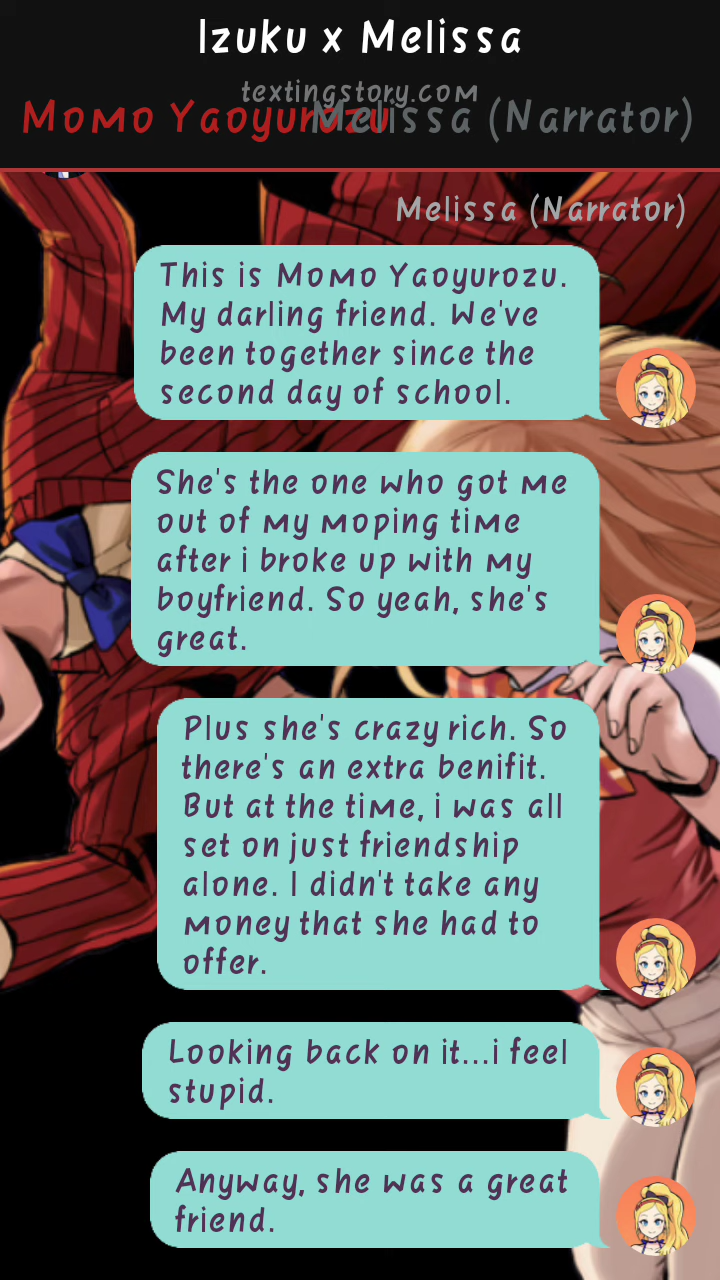 Izuku x Melissa
textingstory.com
Momo Yaoyurozu
Melissa (Narrator)
Melissa (Narrator)
This is Momo Yaoyurozu.
My darling friend. We've
been together since the
second day of school.
She's the one who got me
out of my moping time
after i broke up with my
boyfriend. So yeah, she's
great.
Plus she's crazy rich. So
there's an extra benifit.
But at the time, i was all
set on just friendship
alone. I didn't take any
money that she had to
offer.
Looking back on it...i feel
stupid.
Anyway, she was a great
friend.